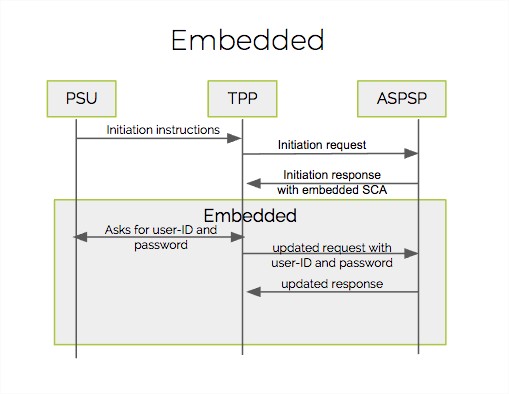 Embedded
PSU
TPP
ASPSP
Initiation instructions
Initiation request
Initiation response
with embedded SCA
Embedded
Asks for user-ID and
password
updated request with
user-ID and password
updated response